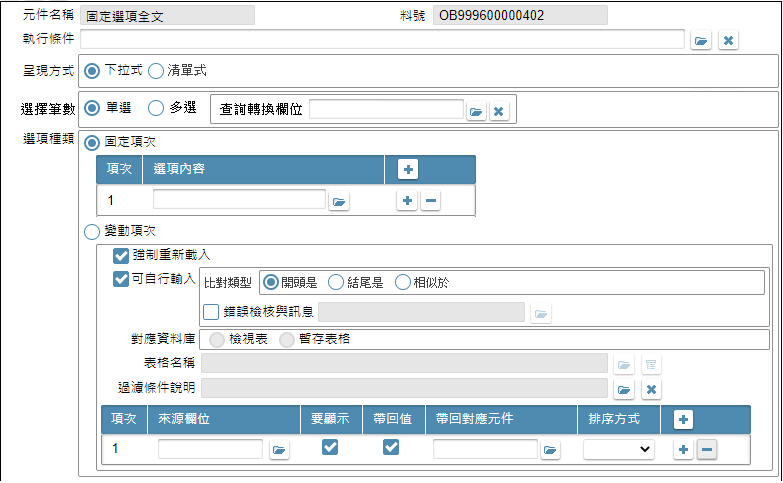 元件名稱 固定選項全文 料號 OB999600000402
執行條件
呈現方式 下拉式 清單式
選擇筆數 單選 多選 查詢轉換欄位
選項種類 固定項次
項次 選項內容
1
變動項次
強制重新載入
可自行輸入 比對類型 開頭是 結尾是 相似於
錯誤檢核與訊息
對應資料庫 檢視表 暫存表格
表格名稱
過濾條件說明
項次 來源欄位 要顯示 帶回值 帶回對應元件 排序方式
1